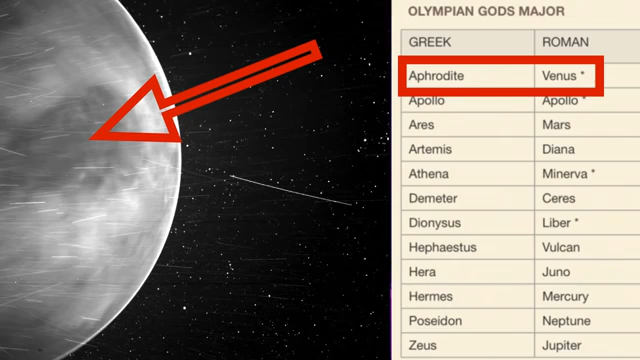 OLYMPIAN GODS MAJOR
GREEK ROMAN
Aphrodite Venus *
Apollo Apollo *
Ares Mars
Artemis Diana
Athena Minerva *
Demeter Ceres
Dionysus Liber *
Hephaestus Vulcan
Hera Juno
Hermes Mercury
Poseidon Neptune
Zeus Jupiter